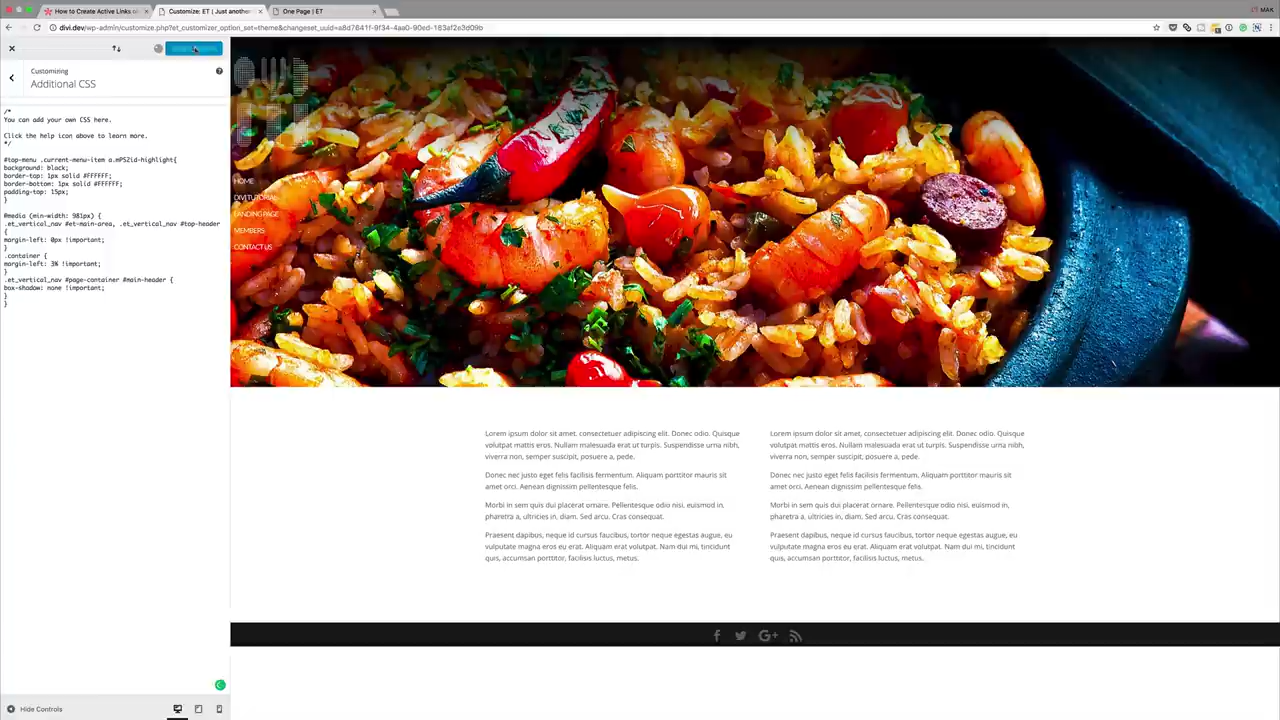 How to Create Active Links o
Customize: ET ( Just another
One Page | ET
MAK
divi.dev/wp-admin/customize.php?et_customizer_option_set=theme&changeset_uuid=a8d7641f-9f34-4aa0-90ed-183ef2e3d09b
Customizing
Additional CSS
/*
You can add your own CSS here.
Click the help icon above to learn more.
*/
#top-menu .current-menu-item a.mPS2id-highlight{
background: black;
border-top: 1px solid #FFFFFF;
border-bottom: 1px solid #FFFFFF;
padding-top: 15px;
}
@media (min-width: 981px) {
.et_vertical_nav #et-main-area, .et_vertical_nav #top-header
{
margin-left: 0px !important;
}
.container {
margin-left: 3% !important;
}
.et_vertical_nav #page-container #main-header {
box-shadow: none !important;
}
}
Hide Controls
HOME
DIVI TUTORIAL
LANDING PAGE
MEMBERS
CONTACT US
Lorem ipsum dolor sit amet, consectetuer adipiscing elit. Donec odio. Quisque
volutpat mattis eros. Nullam malesuada erat ut turpis. Suspendisse urna nibh,
viverra non, semper suscipit, posuere a, pede.
Donec nec justo eget felis facilisis fermentum. Aliquam porttitor mauris sit
amet orci. Aenean dignissim pellentesque felis.
Morbi in sem quis dui placerat ornare. Pellentesque odio nisi, euismod in,
pharetra a, ultricies in, diam. Sed arcu. Cras consequat.
Praesent dapibus, neque id cursus faucibus, tortor neque egestas augue, eu
vulputate magna eros eu erat. Aliquam erat volutpat. Nam dui mi, tincidunt
quis, accumsan porttitor, facilisis luctus, metus.
Lorem ipsum dolor sit amet, consectetuer adipiscing elit. Donec odio. Quisque
volutpat mattis eros. Nullam malesuada erat ut turpis. Suspendisse urna nibh,
viverra non, semper suscipit, posuere a, pede.
Donec nec justo eget felis facilisis fermentum. Aliquam porttitor mauris sit
amet orci. Aenean dignissim pellentesque felis.
Morbi in sem quis dui placerat ornare. Pellentesque odio nisi, euismod in,
pharetra a, ultricies in, diam. Sed arcu. Cras consequat.
Praesent dapibus, neque id cursus faucibus, tortor neque egestas augue, eu
vulputate magna eros eu erat. Aliquam erat volutpat. Nam dui mi, tincidunt
quis, accumsan porttitor, facilisis luctus, metus.